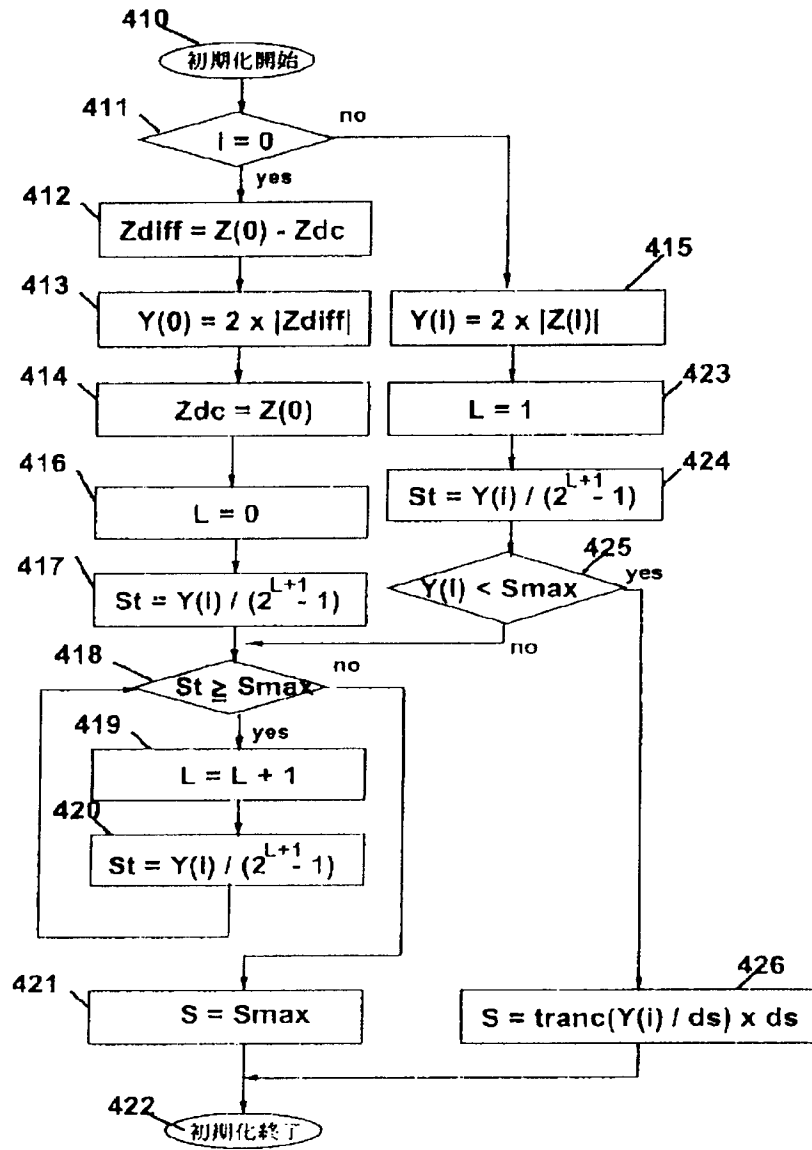 410
初期化開始
411
no
I = 0
yes
412
Zdiff = Z(0) - Zdc
413
Y(0) = 2 x |Zdiff|
415
Y(i) = 2 x |Z(I)|
414
Zdc = Z(0)
423
L = 1
416
L = 0
424
St = Y(i) / (2^{L+1} - 1)
417
St = Y(i) / (2^{L+1} - 1)
425
Y(I) < Smax
yes
no
418
no
St ≧ Smax
yes
419
L = L + 1
420
St = Y(i) / (2^{L+1} - 1)
421
S = Smax
426
S = tranc(Y(i) / ds) x ds
422
初期化終了